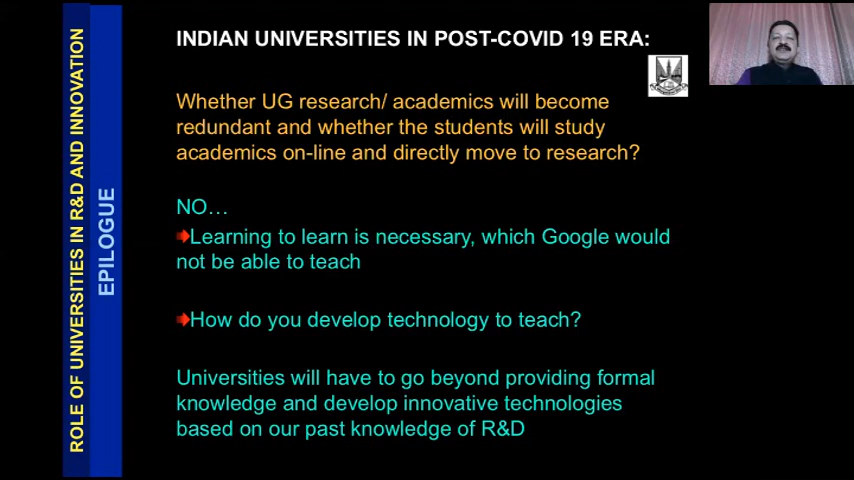 ROLE OF UNIVERSITIES IN R&D AND INNOVATION
EPILOGUE
INDIAN UNIVERSITIES IN POST-COVID 19 ERA:
Whether UG research/ academics will become
redundant and whether the students will study
academics on-line and directly move to research?
NO…
Learning to learn is necessary, which Google would
not be able to teach
How do you develop technology to teach?
Universities will have to go beyond providing formal
knowledge and develop innovative technologies
based on our past knowledge of R&D